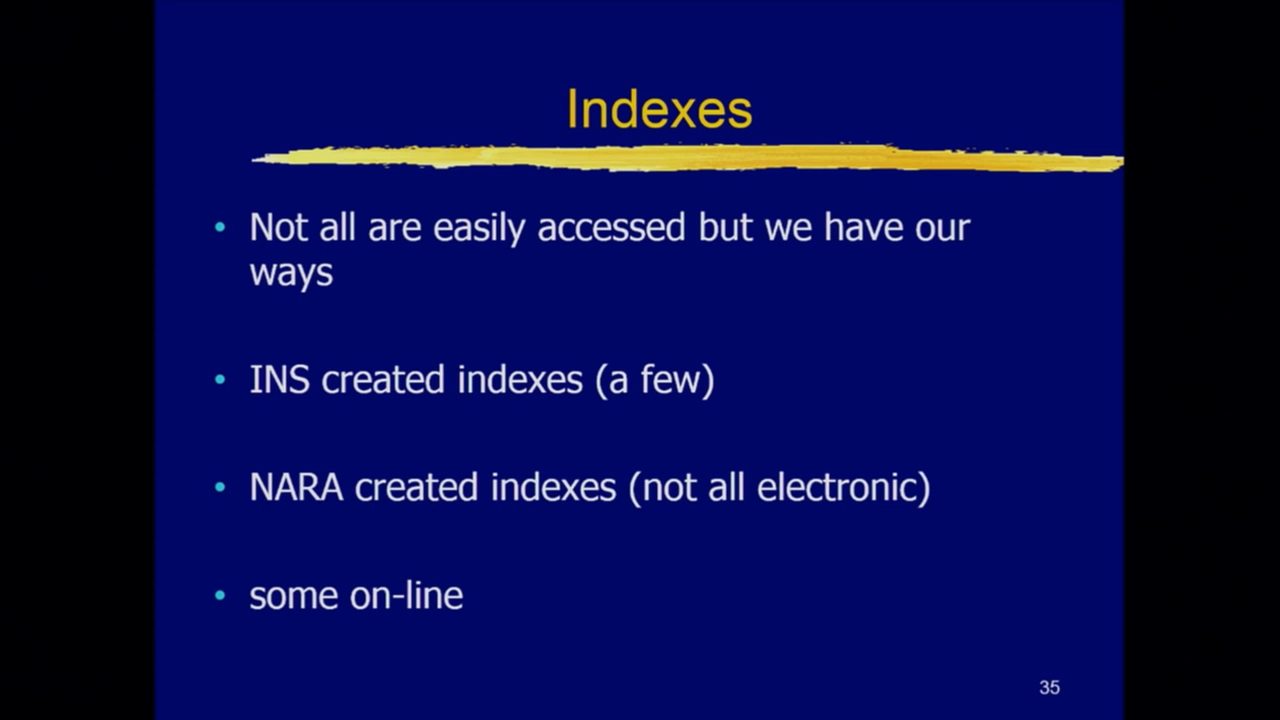 Indexes
• Not all are easily accessed but we have our
ways
• INS created indexes (a few)
• NARA created indexes (not all electronic)
• some on-line
35